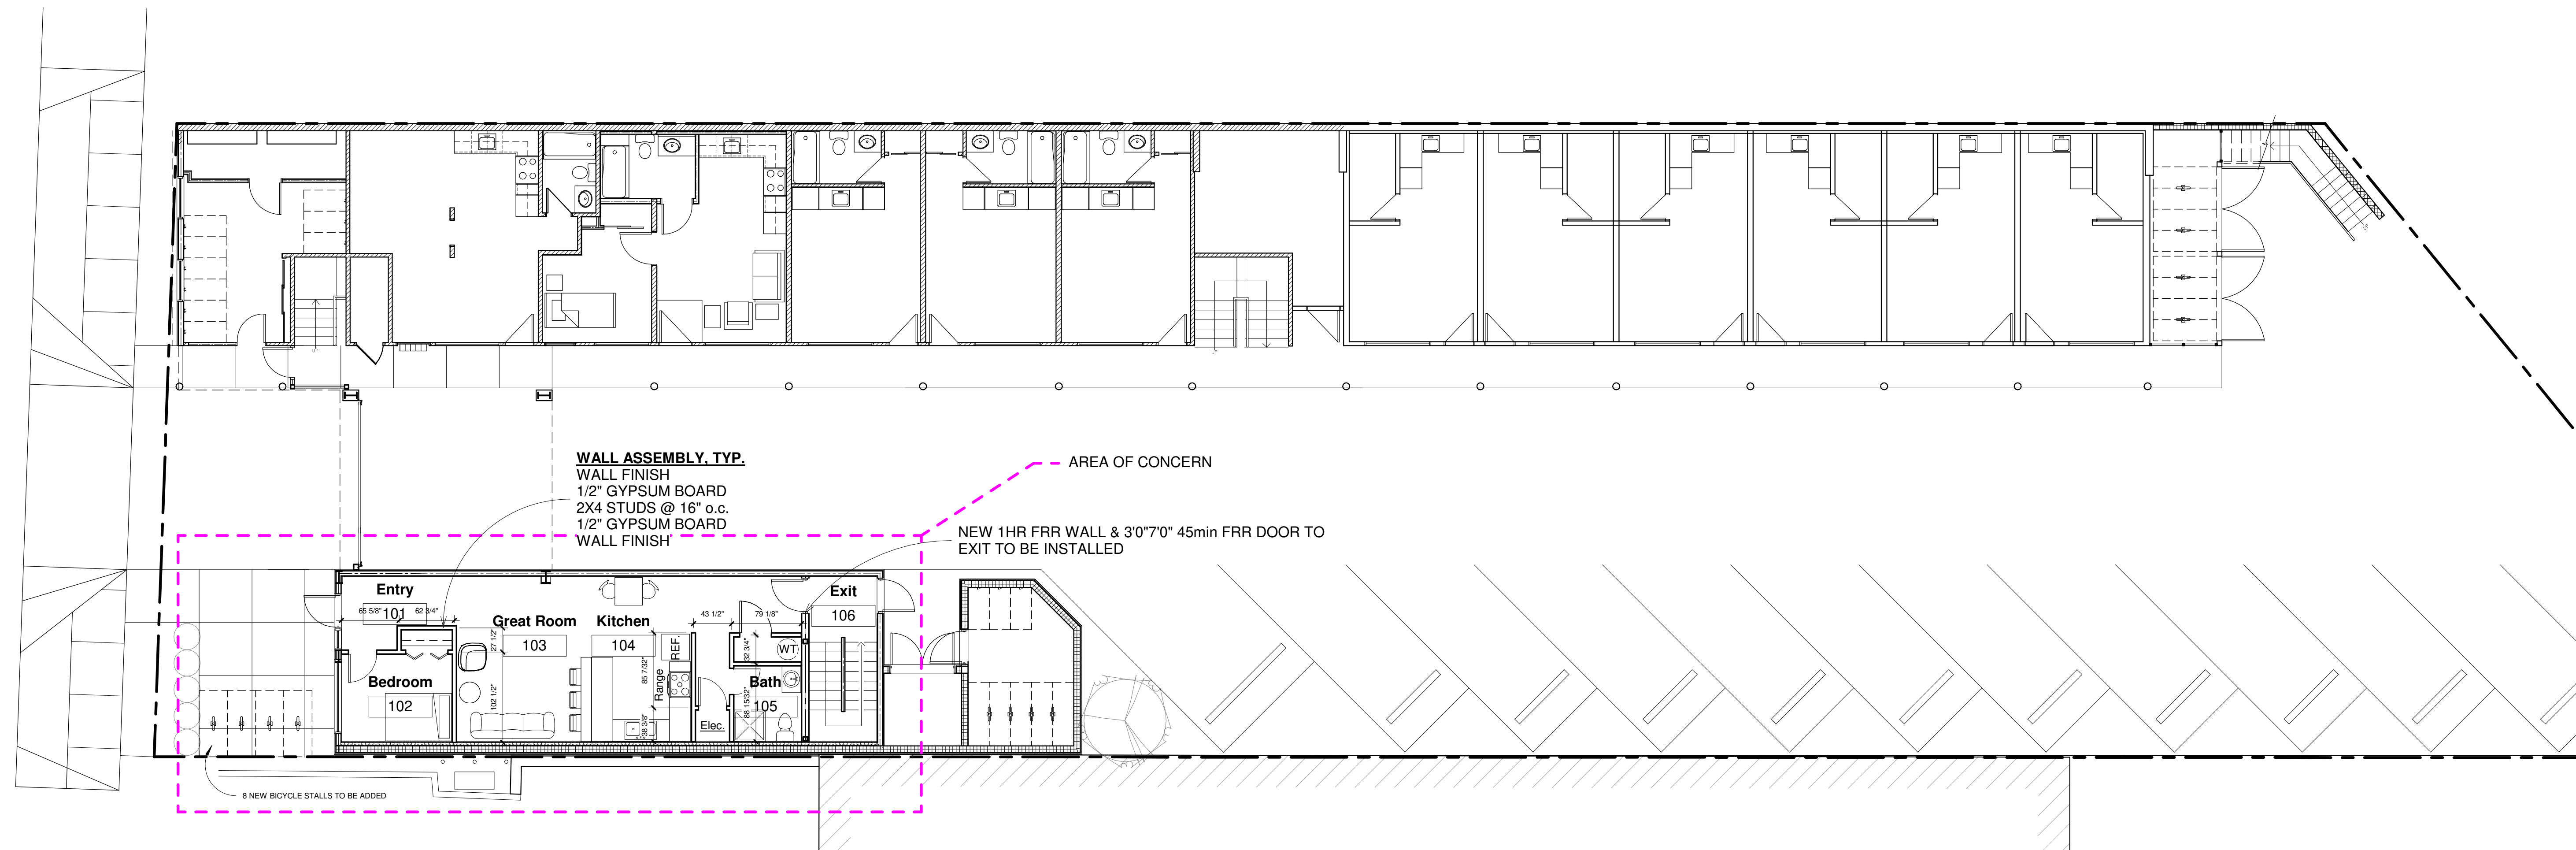 WALL ASSEMBLY, TYP.
WALL FINISH
1/2" GYPSUM BOARD
2X4 STUDS @ 16" o.c.
1/2" GYPSUM BOARD
WALL FINISH
AREA OF CONCERN
NEW 1HR FRR WALL & 3'0"7'0" 45min FRR DOOR TO
EXIT TO BE INSTALLED
Entry
65 5/8"
101
62 3/4"
Great Room
103
27 1/2"
102 1/2"
Kitchen
104
43 1/2"
79 1/8"
Exit
106
REF.
32 3/4"
WT
85 7/32"
Range
Bedroom
102
Bath
105
88 15/32"
38 3/8"
Elec.
8 NEW BICYCLE STALLS TO BE ADDED